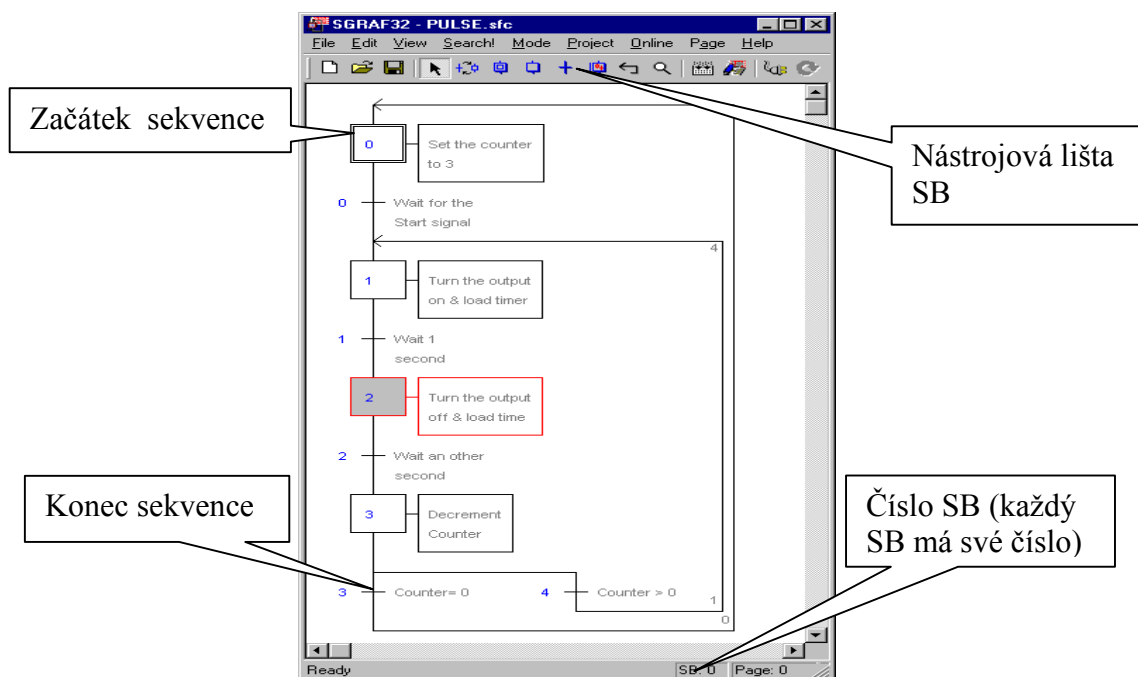 SGRAF32 - PULSE.sfc
File Edit View Search! Mode Project Online Page Help
Začátek sekvence
Nástrojová lišta
SB
0
Set the counter
to 3
0
Wait for the
Start signal
4
1
Turn the output
on & load timer
1
Wait 1
second
2
Turn the output
off & load time
2
Wait an other
second
Konec sekvence
Číslo SB (každý
SB má své číslo)
3
Decrement
Counter
3 Counter= 0 4 Counter > 0 1
0
Ready SB: 0 Page: 0